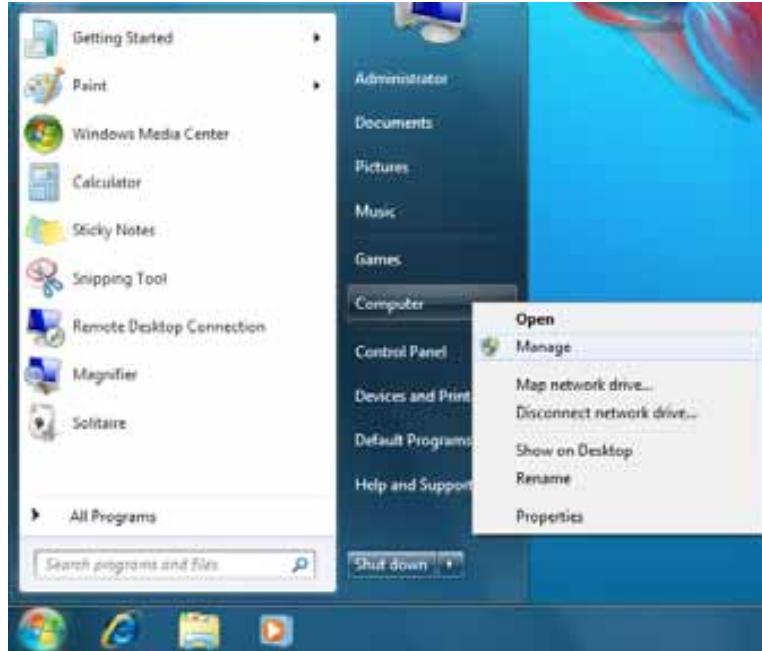 Getting Started
Paint
Windows Media Center
Calculator
Sticky Notes
Snipping Tool
Remote Desktop Connection
Magnifier
Solitaire
All Programs
Search programs and files
Administrator
Documents
Pictures
Music
Games
Computer
Control Panel
Devices and Print
Default Programs
Help and Support
Shut down
Open
Manage
Map network drive...
Disconnect network drive...
Show on Desktop
Rename
Properties